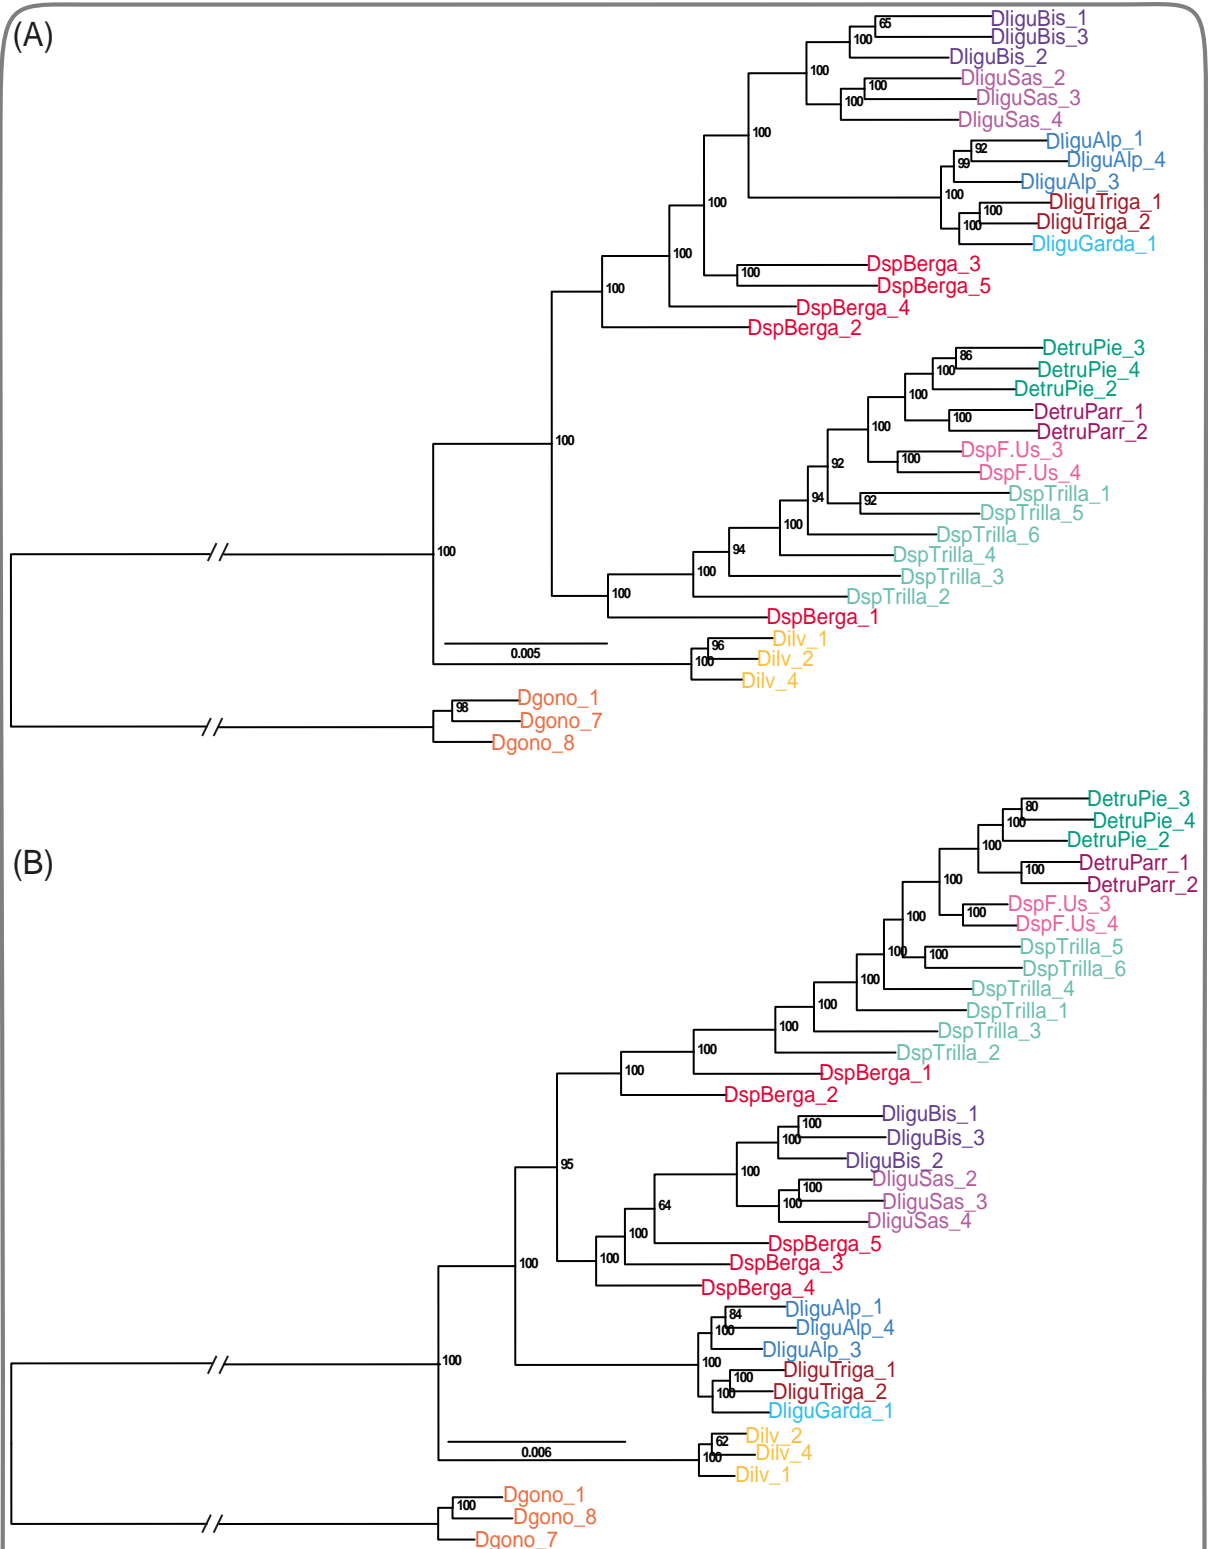 (A)
DliguBis_1
65
DliguBis_3
100
DliguBis_2
100
DliguSas_2
100
DliguSas_3
100
DliguSas_4
100
DliguAlp_1
92
DliguAlp_4
99
DliguAlp_3
100
DliguTriga_1
100
DliguTriga_2
100
DliguGarda_1
100
DspBerga_3
100
DspBerga_5
100
DspBerga_4
100
DspBerga_2
DetruPie_3
86
DetruPie_4
100
DetruPie_2
100
DetruParr_1
100
DetruParr_2
100
DspF.Us_3
100
DspF.Us_4
92
DspTrilla_1
92
DspTrilla_5
94
DspTrilla_6
100
DspTrilla_4
94
DspTrilla_3
100
DspTrilla_2
100
DspBerga_1
100
100
Dilv_1
96
Dilv_2
100
Dilv_4
0.005
Dgono_1
98
Dgono_7
Dgono_8
(B)
DetruPie_3
80
DetruPie_4
100
DetruPie_2
100
DetruParr_1
100
DetruParr_2
100
DspF.Us_3
100
DspF.Us_4
100
DspTrilla_5
100
DspTrilla_6
100
DspTrilla_4
100
DspTrilla_1
100
DspTrilla_3
100
DspTrilla_2
100
DspBerga_1
100
DspBerga_2
DliguBis_1
100
DliguBis_3
100
DliguBis_2
100
DliguSas_2
100
DliguSas_3
100
DliguSas_4
95
64
DspBerga_5
100
DspBerga_3
100
DspBerga_4
100
DliguAlp_1
84
DliguAlp_4
100
DliguAlp_3
100
DliguTriga_1
100
DliguTriga_2
100
DliguGarda_1
100
Dilv_2
62
Dilv_4
100
Dilv_1
0.006
Dgono_1
100
Dgono_8
Dgono_7